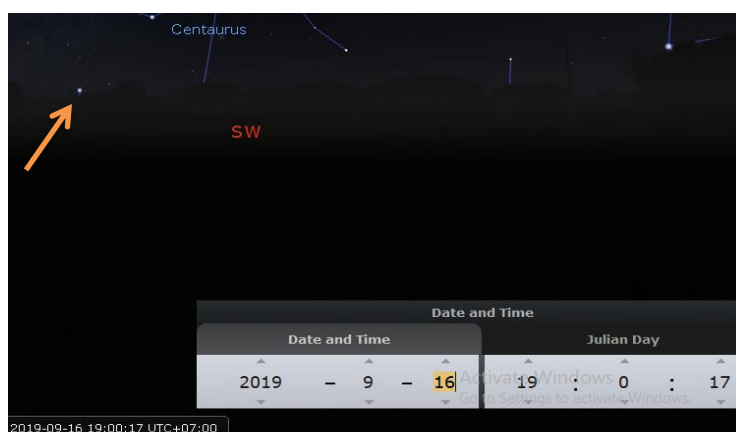 Centaurus
SW
Date and Time
Date and Time
Julian Day
2019 – 9 – 16 19 : 0 : 17
Activate Windows
Go to Settings to activate Windows.
2019-09-16 19:00:17 UTC+07:00